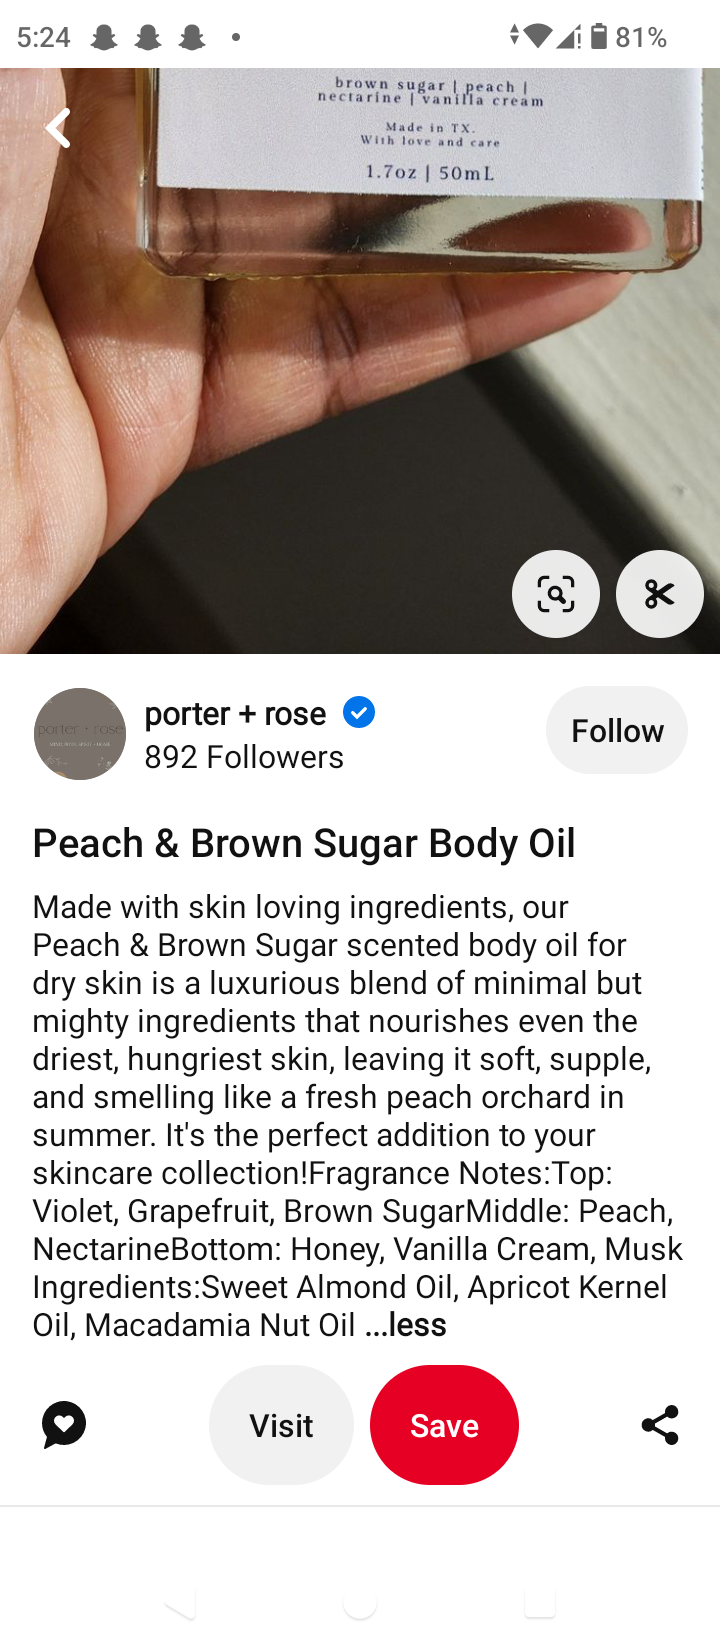 5:24
81%
brown sugar | peach |
nectarine | vanilla cream
Made in TX.
With love and care
1.7oz | 50mL
porter + rose
porter + rose
892 Followers
Follow
Peach & Brown Sugar Body Oil
Made with skin loving ingredients, our
Peach & Brown Sugar scented body oil for
dry skin is a luxurious blend of minimal but
mighty ingredients that nourishes even the
driest, hungriest skin, leaving it soft, supple,
and smelling like a fresh peach orchard in
summer. It's the perfect addition to your
skincare collection!Fragrance Notes:Top:
Violet, Grapefruit, Brown SugarMiddle: Peach,
NectarineBottom: Honey, Vanilla Cream, Musk
Ingredients:Sweet Almond Oil, Apricot Kernel
Oil, Macadamia Nut Oil ...less
Visit
Save